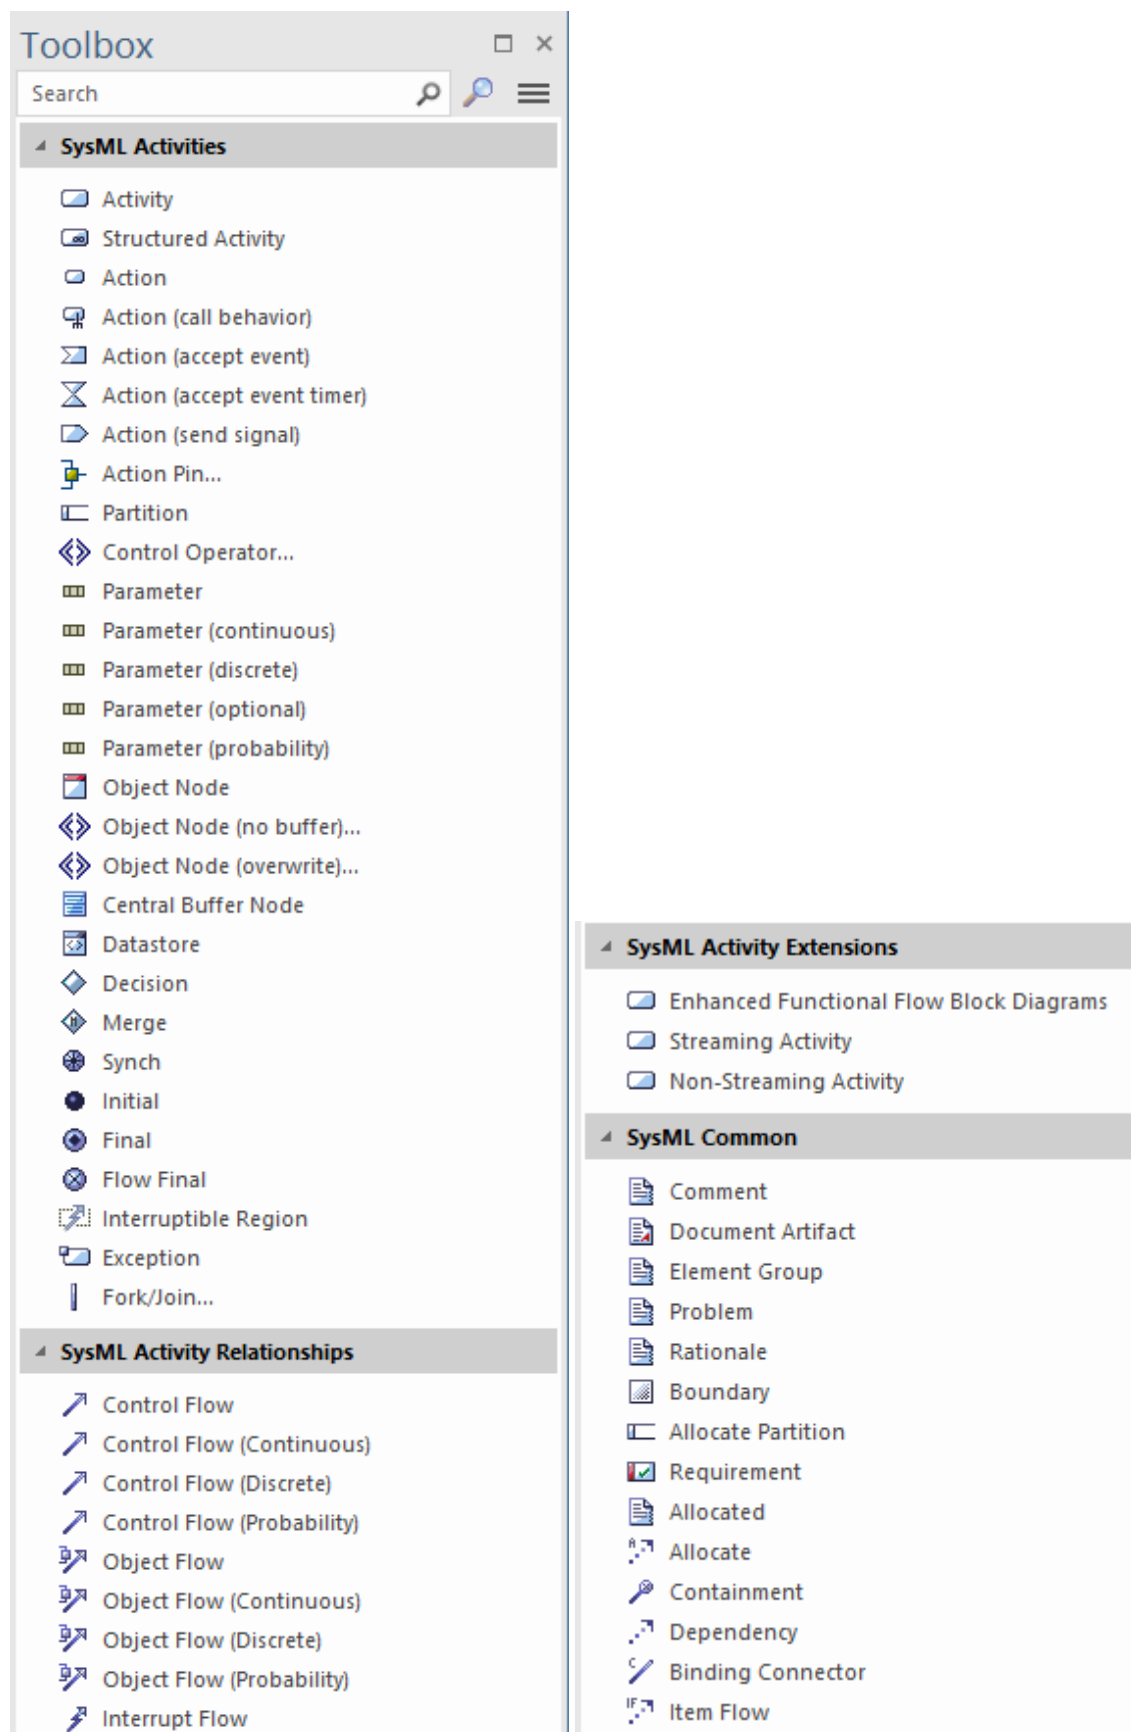 Toolbox
Search
SysML Activities
Activity
Structured Activity
Action
Action (call behavior)
Action (accept event)
Action (accept event timer)
Action (send signal)
Action Pin...
Partition
Control Operator...
Parameter
Parameter (continuous)
Parameter (discrete)
Parameter (optional)
Parameter (probability)
Object Node
Object Node (no buffer)...
Object Node (overwrite)...
Central Buffer Node
Datastore
Decision
Merge
Synch
Initial
Final
Flow Final
Interruptible Region
Exception
Fork/Join...
SysML Activity Relationships
Control Flow
Control Flow (Continuous)
Control Flow (Discrete)
Control Flow (Probability)
Object Flow
Object Flow (Continuous)
Object Flow (Discrete)
Object Flow (Probability)
Interrupt Flow
SysML Activity Extensions
Enhanced Functional Flow Block Diagrams
Streaming Activity
Non-Streaming Activity
SysML Common
Comment
Document Artifact
Element Group
Problem
Rationale
Boundary
Allocate Partition
Requirement
Allocated
Allocate
Containment
Dependency
Binding Connector
Item Flow